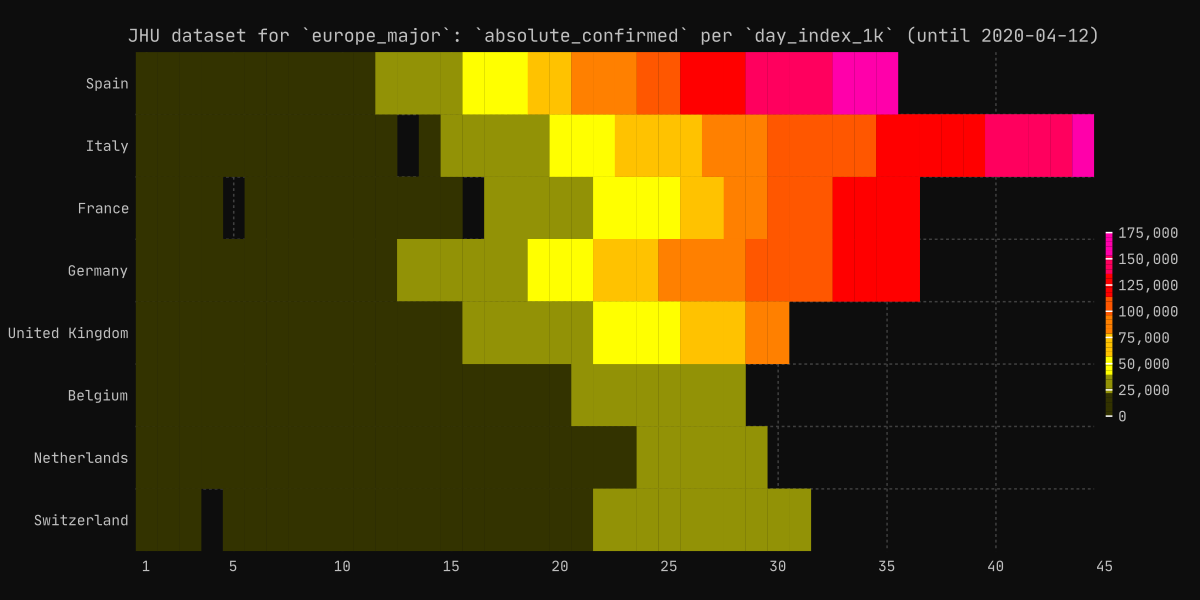 JHU dataset for `europe_major`: `absolute_confirmed` per `day_index_1k` (until 2020-04-12)
Spain
Italy
France
Germany
United Kingdom
Belgium
Netherlands
Switzerland
175,000
150,000
125,000
100,000
75,000
50,000
25,000
0
1 5 10 15 20 25 30 35 40 45